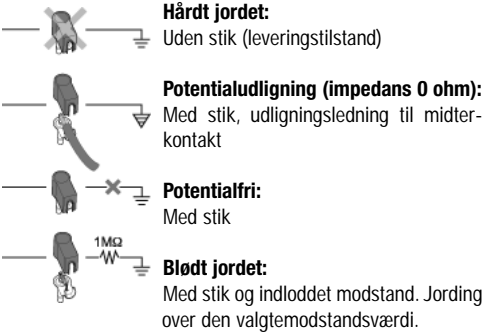 Hårdt jordet:
Uden stik (leveringstilstand)
Potentialudligning (impedans 0 ohm):
Med stik, udligningsledning til midter-
kontakt
Potentialfri:
Med stik
1MΩ
Blødt jordet:
Med stik og indloddet modstand. Jording
over den valgtemodstandsværdi.